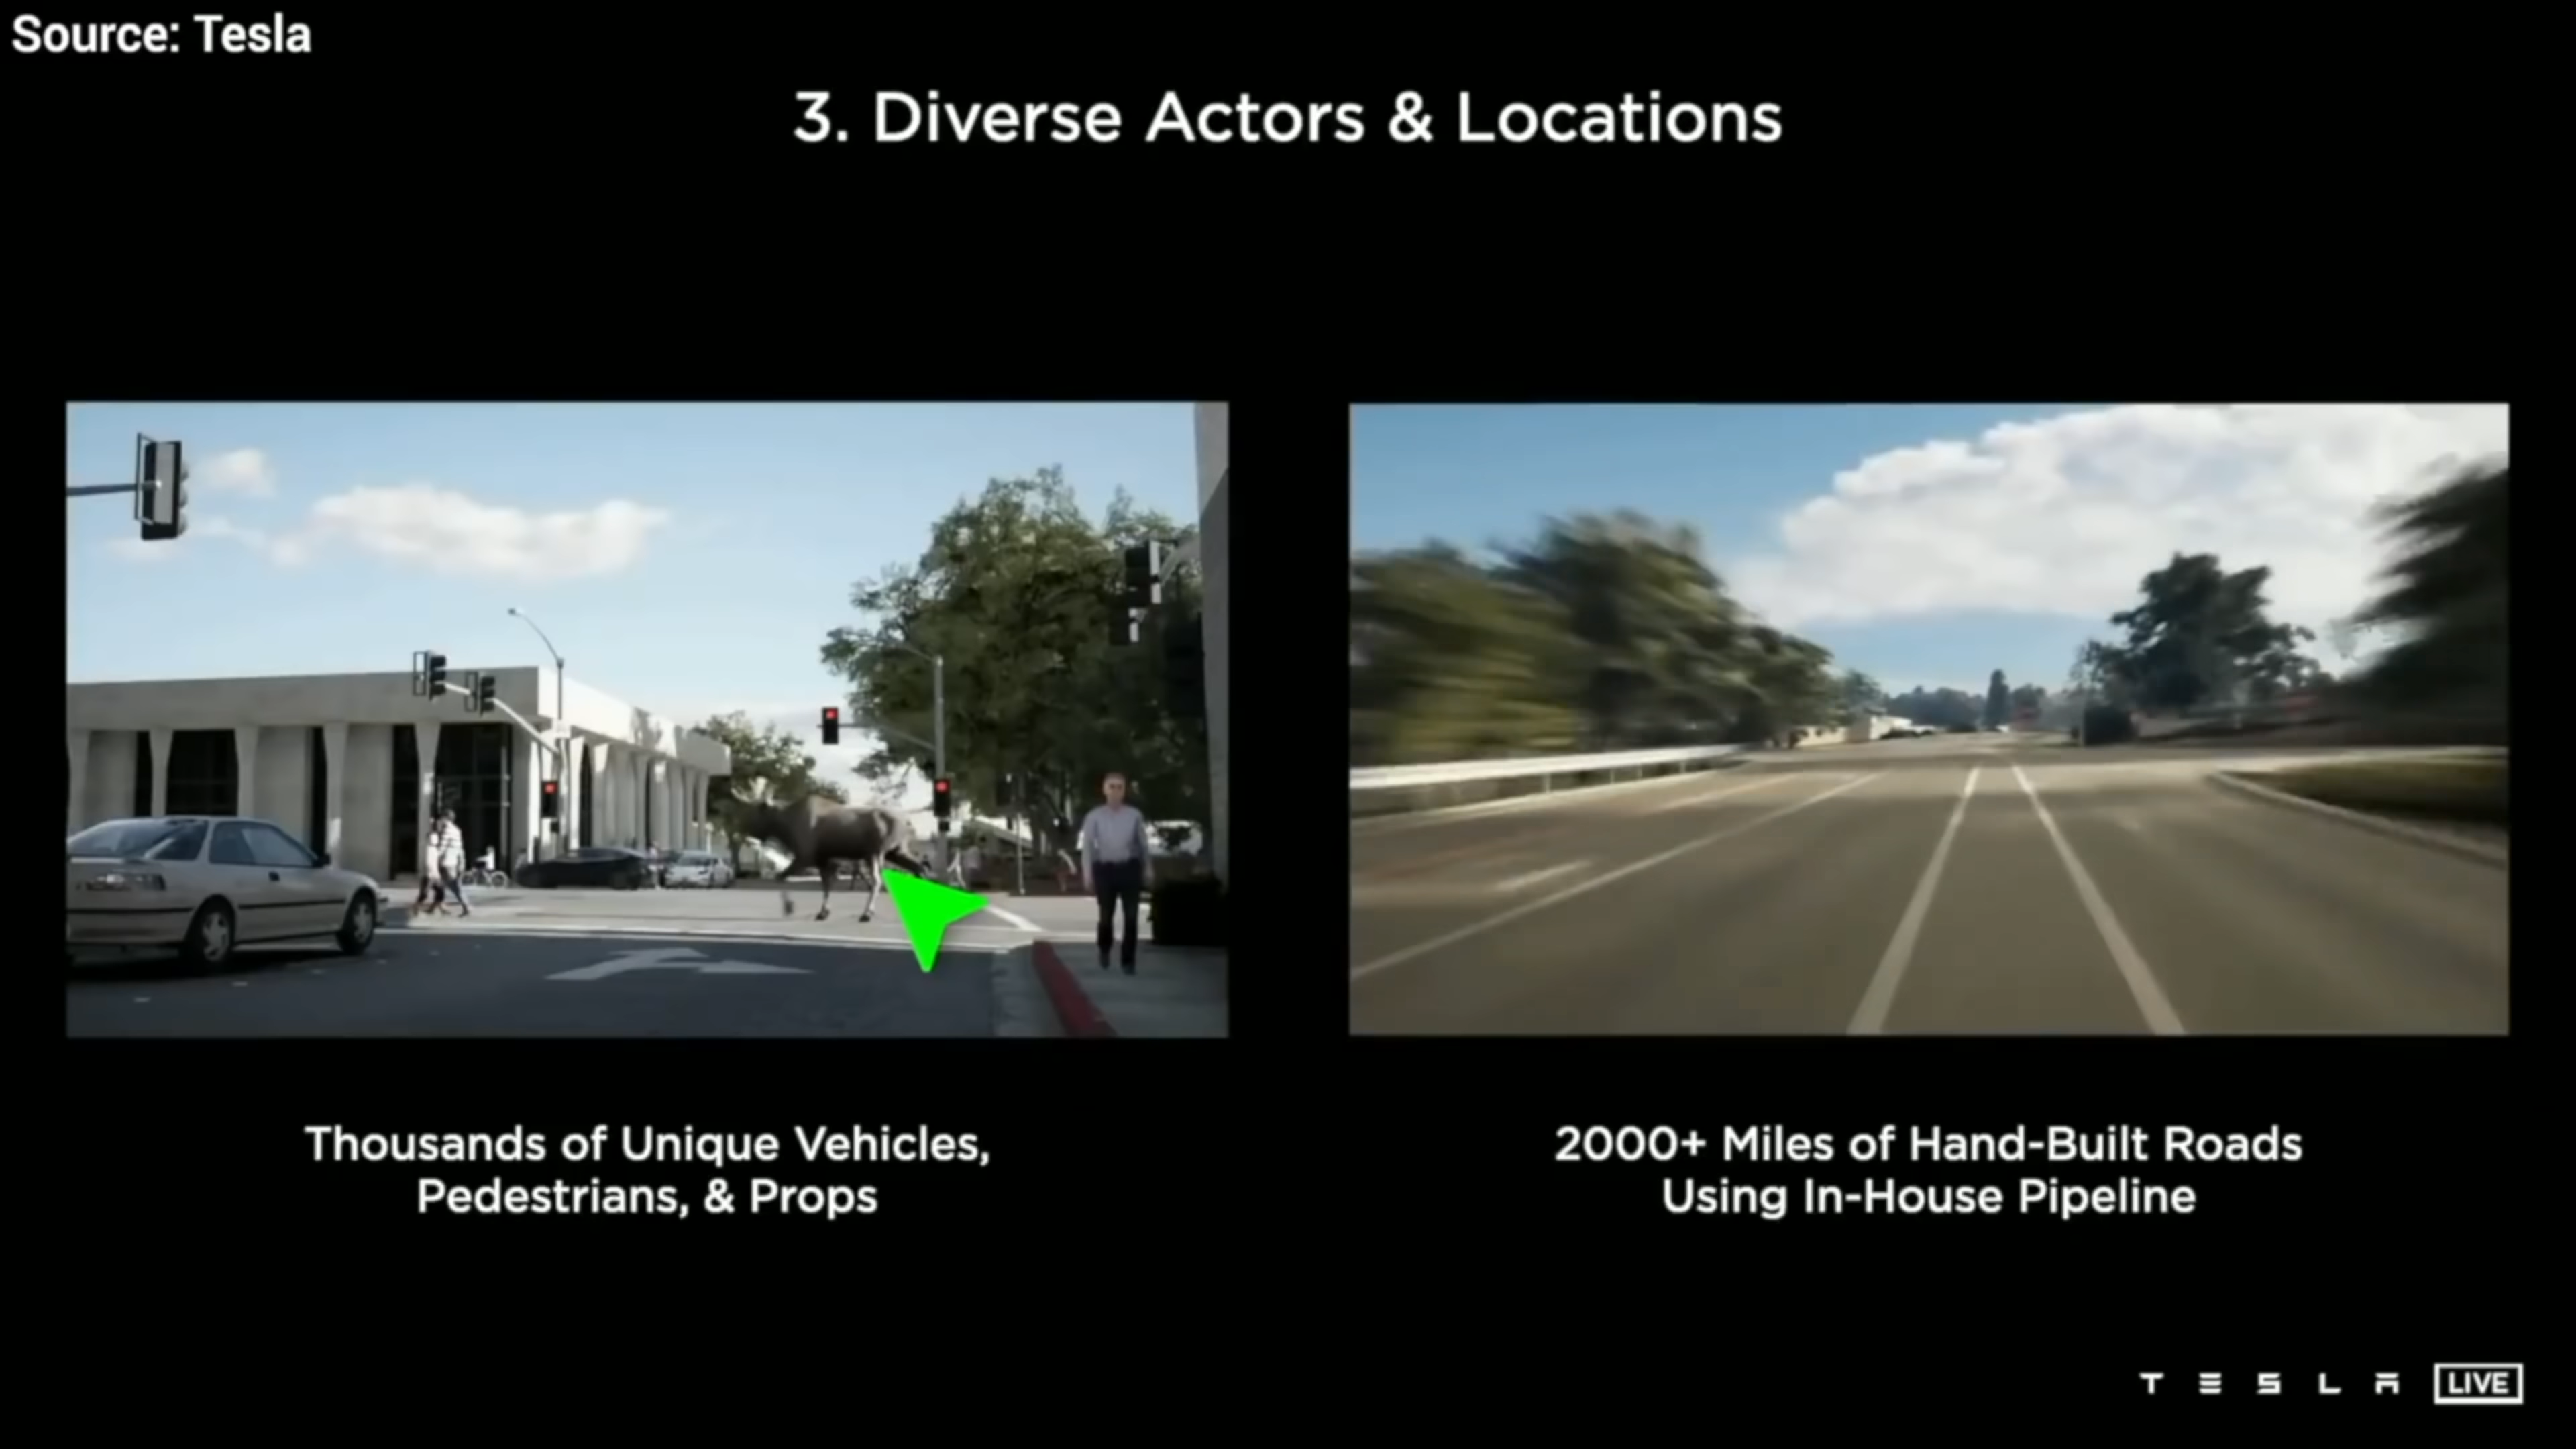 Source: Tesla
3. Diverse Actors & Locations
Thousands of Unique Vehicles,
Pedestrians, & Props
2000+ Miles of Hand-Built Roads
Using In-House Pipeline
TESLA LIVE